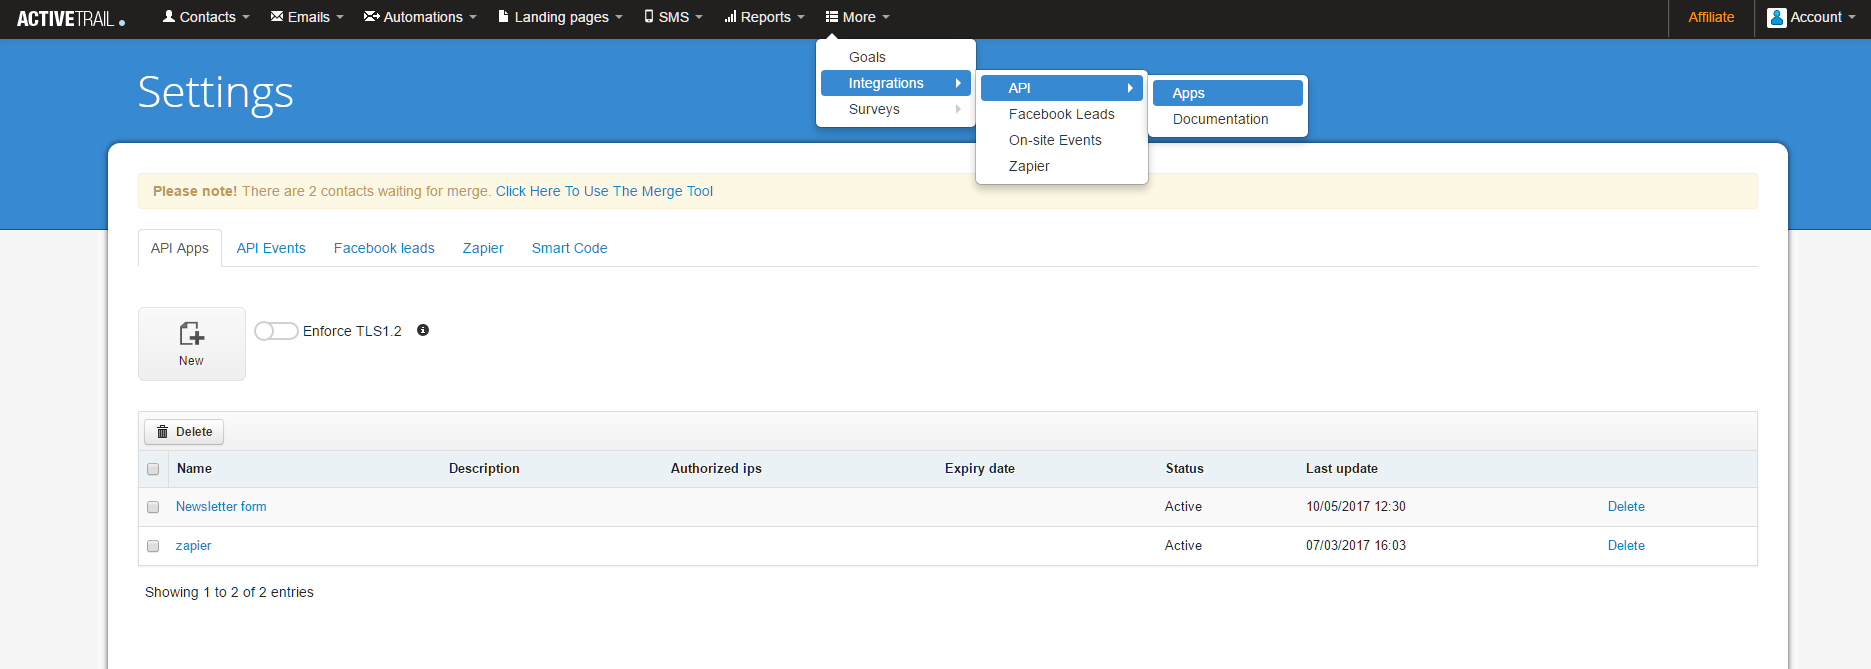 ACTIVETRAIL Contacts Emails Automations Landing pages SMS Reports More Affiliate Account
Goals
Integrations
Surveys
API
Facebook Leads
On-site Events
Zapier
Apps
Documentation
Settings
Please note! There are 2 contacts waiting for merge. Click Here To Use The Merge Tool
API Apps API Events Facebook leads Zapier Smart Code
New
Enforce TLS1.2
Delete
Name Description Authorized ips Expiry date Status Last update
Newsletter form Active 10/05/2017 12:30 Delete
zapier Active 07/03/2017 16:03 Delete
Showing 1 to 2 of 2 entries